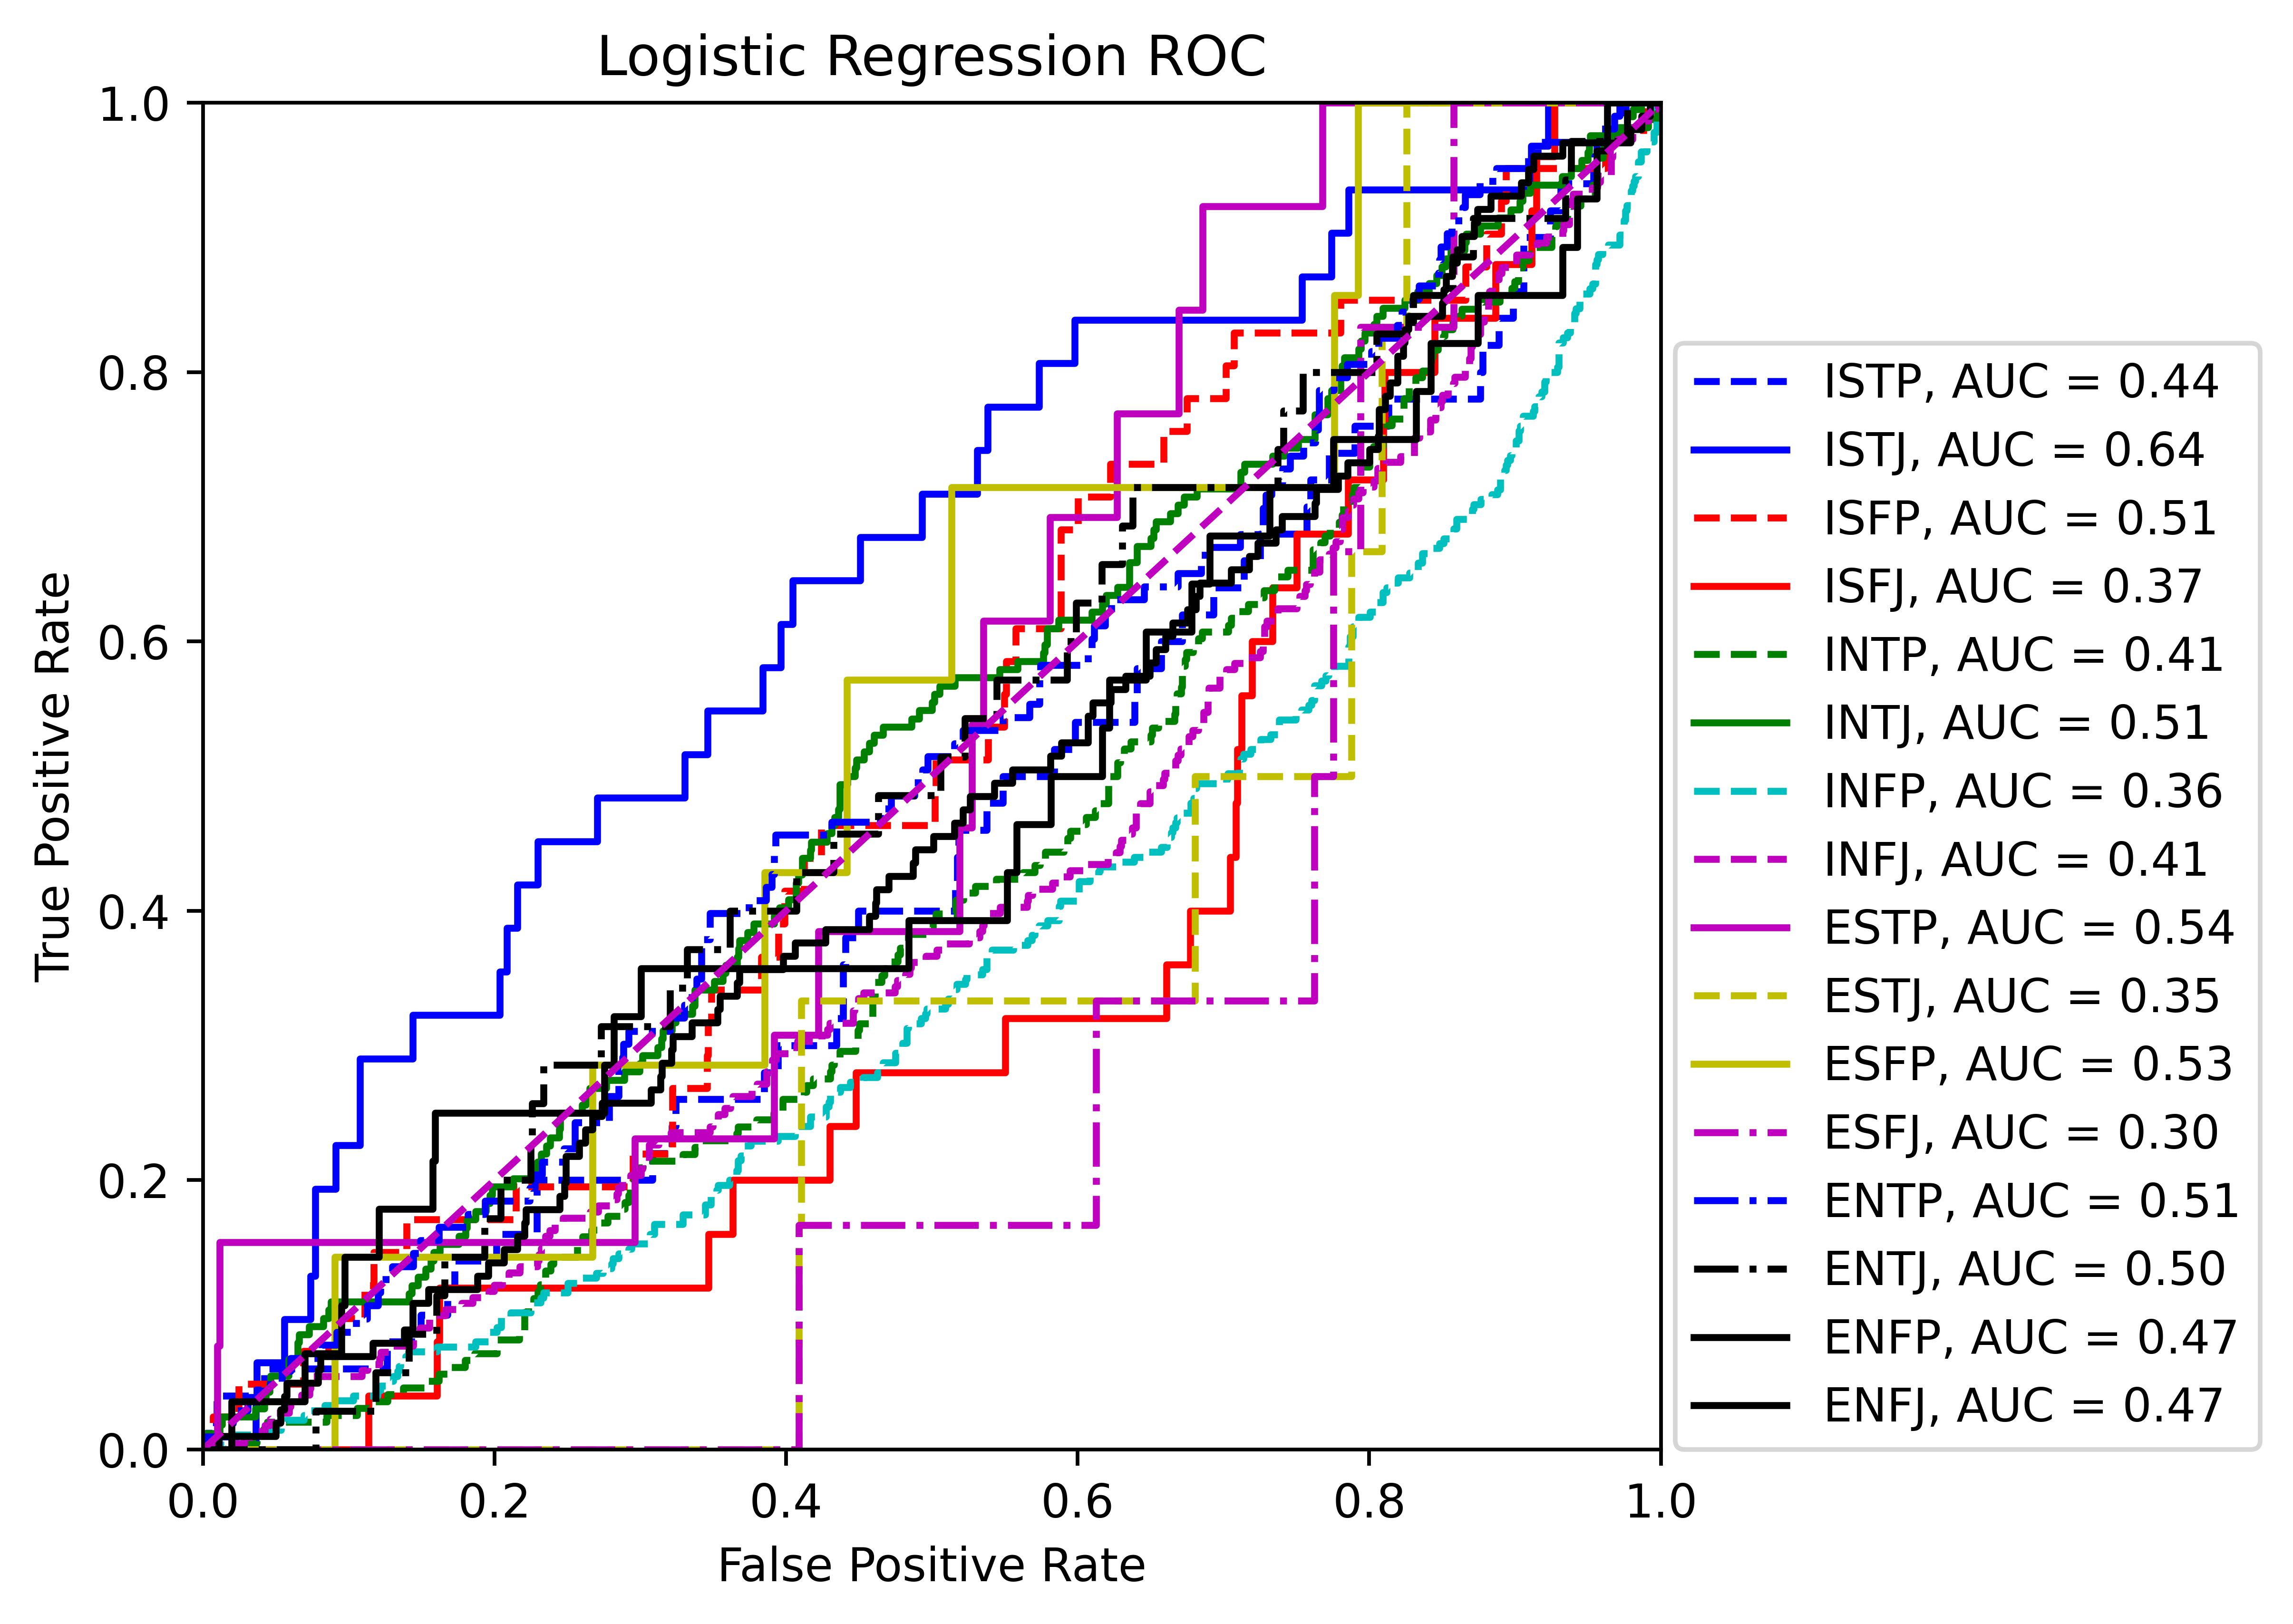 Logistic Regression ROC
1.0
0.8
0.6
0.4
0.2
0.0
True Positive Rate
0.0 0.2 0.4 0.6 0.8 1.0
False Positive Rate
ISTP, AUC = 0.44
ISTJ, AUC = 0.64
ISFP, AUC = 0.51
ISFJ, AUC = 0.37
INTP, AUC = 0.41
INTJ, AUC = 0.51
INFP, AUC = 0.36
INFJ, AUC = 0.41
ESTP, AUC = 0.54
ESTJ, AUC = 0.35
ESFP, AUC = 0.53
ESFJ, AUC = 0.30
ENTP, AUC = 0.51
ENTJ, AUC = 0.50
ENFP, AUC = 0.47
ENFJ, AUC = 0.47